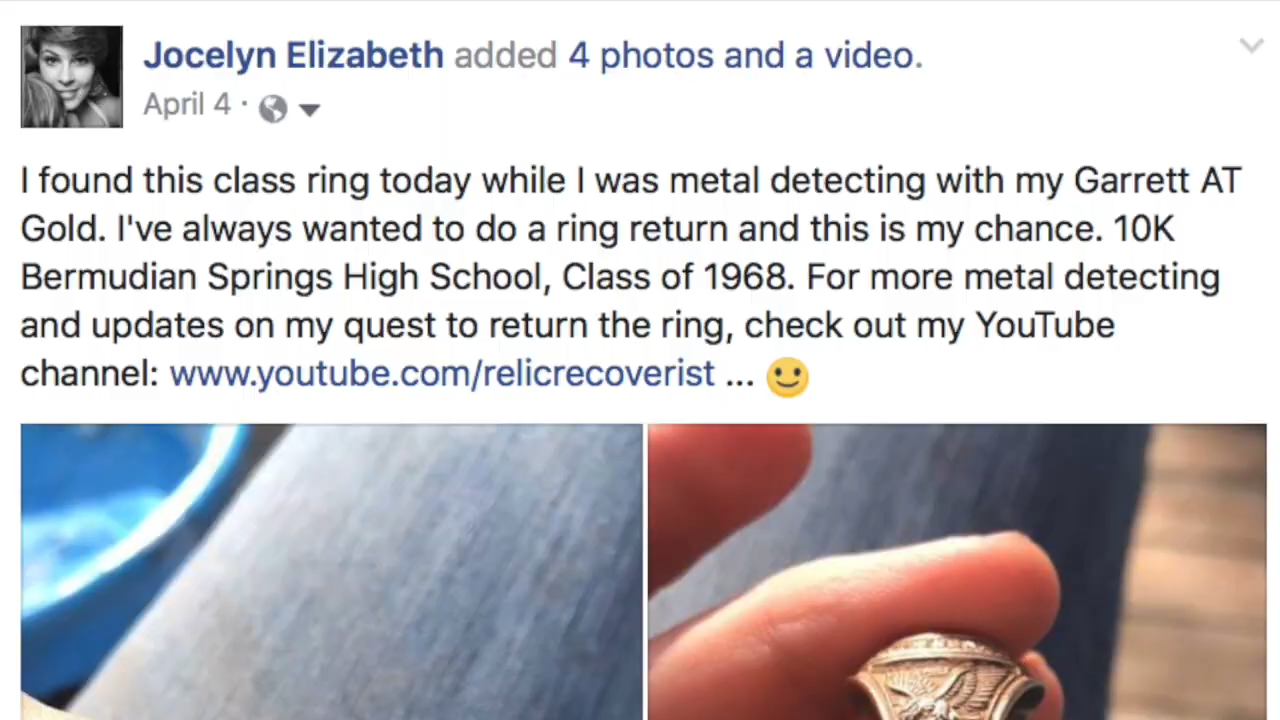 Jocelyn Elizabeth added 4 photos and a video.
April 4 ·
I found this class ring today while I was metal detecting with my Garrett AT
Gold. I've always wanted to do a ring return and this is my chance. 10K
Bermudian Springs High School, Class of 1968. For more metal detecting
and updates on my quest to return the ring, check out my YouTube
channel: www.youtube.com/relicrecoverist ... 🙂